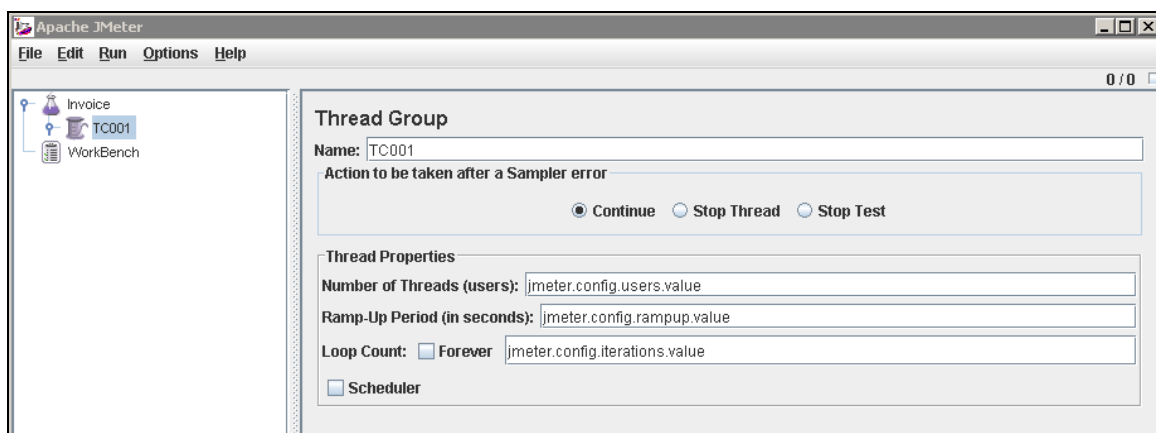 Apache JMeter
File Edit Run Options Help
0 / 0
Invoice
TC001
WorkBench
Thread Group
Name: TC001
Action to be taken after a Sampler error
Continue Stop Thread Stop Test
Thread Properties
Number of Threads (users): jmeter.config.users.value
Ramp-Up Period (in seconds): jmeter.config.rampup.value
Loop Count: Forever jmeter.config.iterations.value
Scheduler